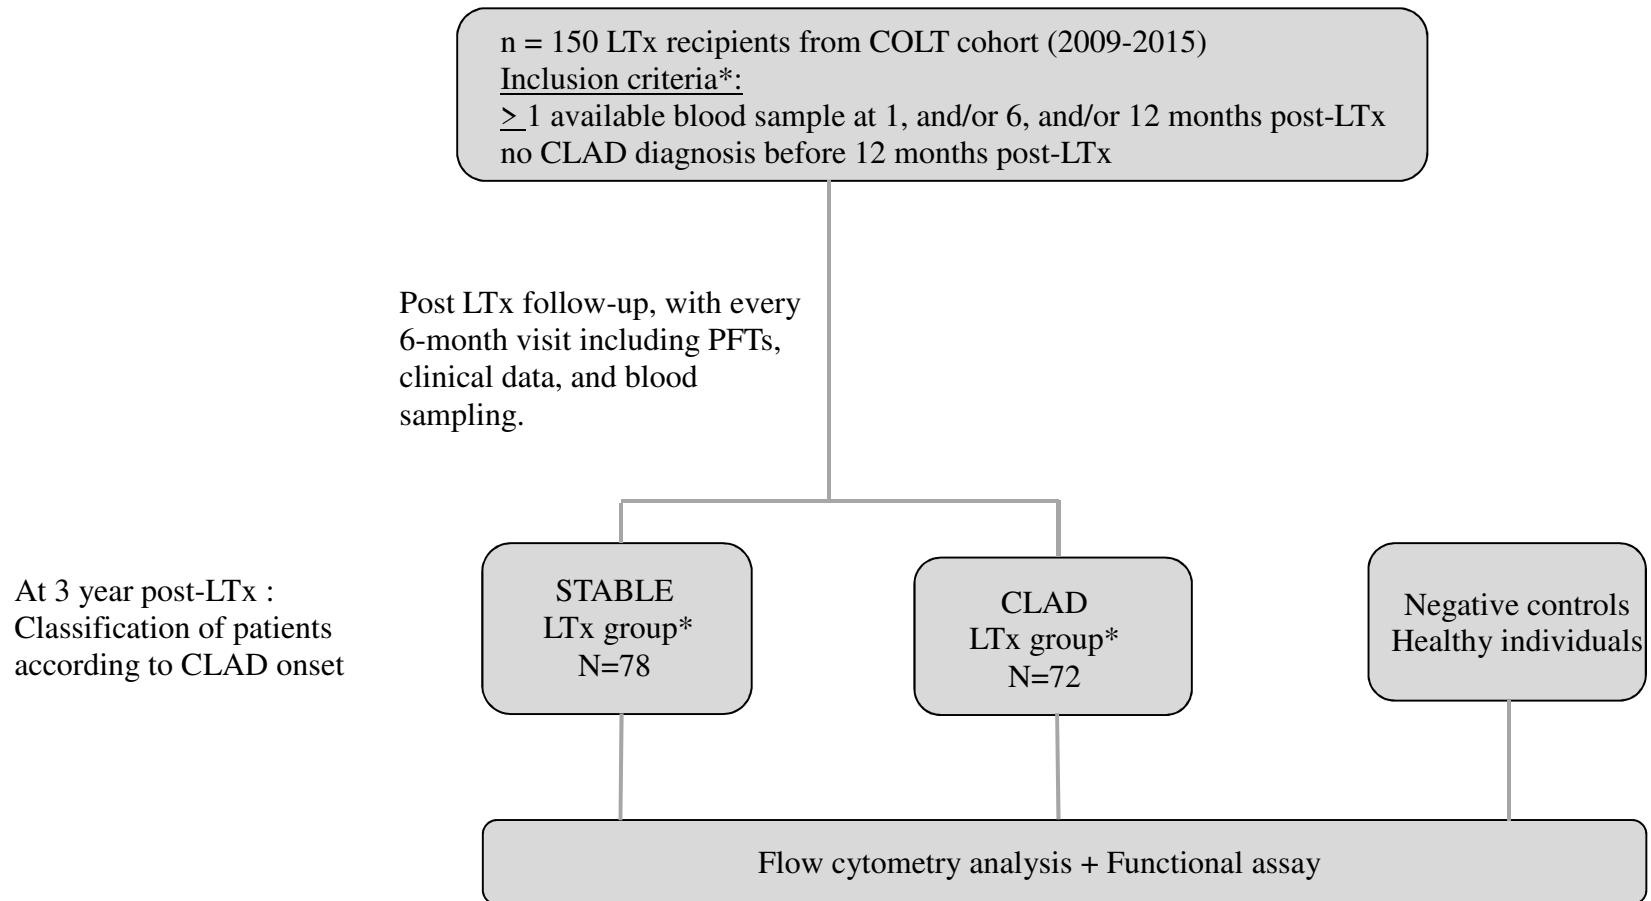 n = 150 LTx recipients from COLT cohort (2009-2015)
Inclusion criteria*:
≥ 1 available blood sample at 1, and/or 6, and/or 12 months post-LTx
no CLAD diagnosis before 12 months post-LTx
Post LTx follow-up, with every
6-month visit including PFTs,
clinical data, and blood
sampling.
At 3 year post-LTx :
Classification of patients
according to CLAD onset
STABLE
LTx group*
N=78
CLAD
LTx group*
N=72
Negative controls
Healthy individuals
Flow cytometry analysis + Functional assay